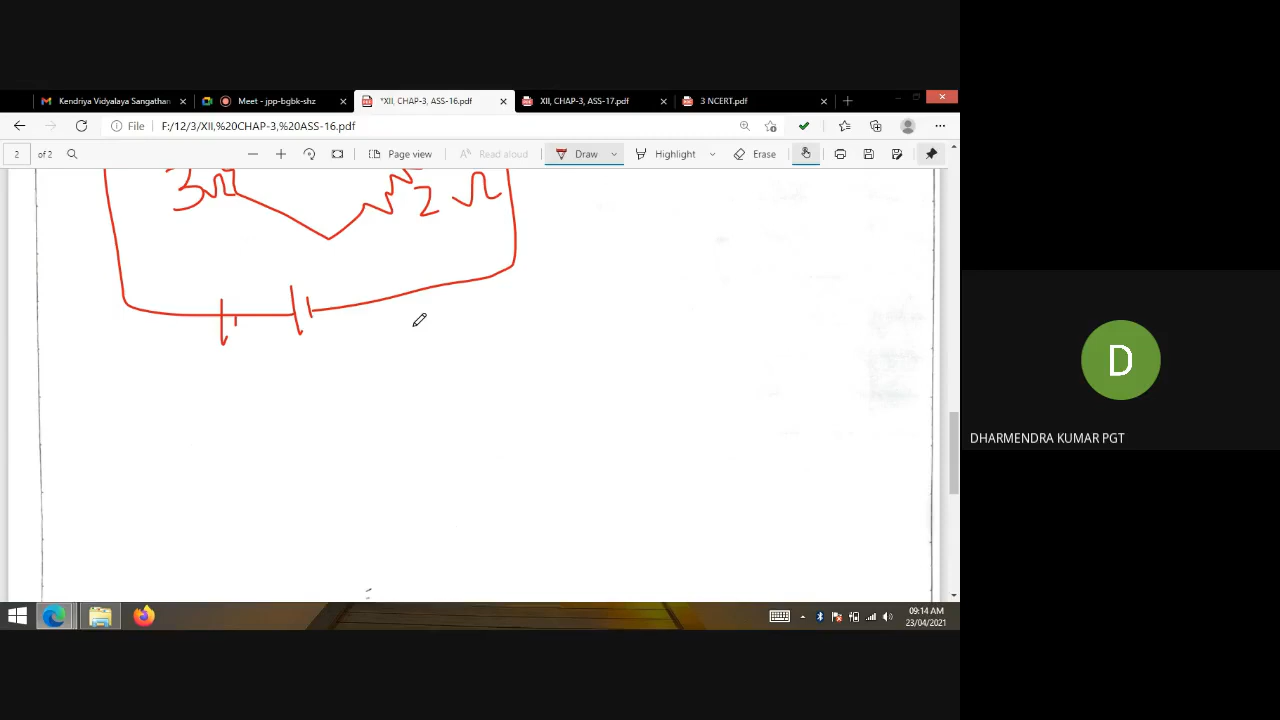 Kendriya Vidyalaya Sangathan
Meet - jpp-bgbk-shz
*XII, CHAP-3, ASS-16.pdf
XII, CHAP-3, ASS-17.pdf
3 NCERT.pdf
File
F:/12/3/XII,%20CHAP-3,%20ASS-16.pdf
2 of 2
Page view
Read aloud
Draw
Highlight
Erase
3Ω
2 Ω
D
DHARMENDRA KUMAR PGT
09:14 AM
23/04/2021